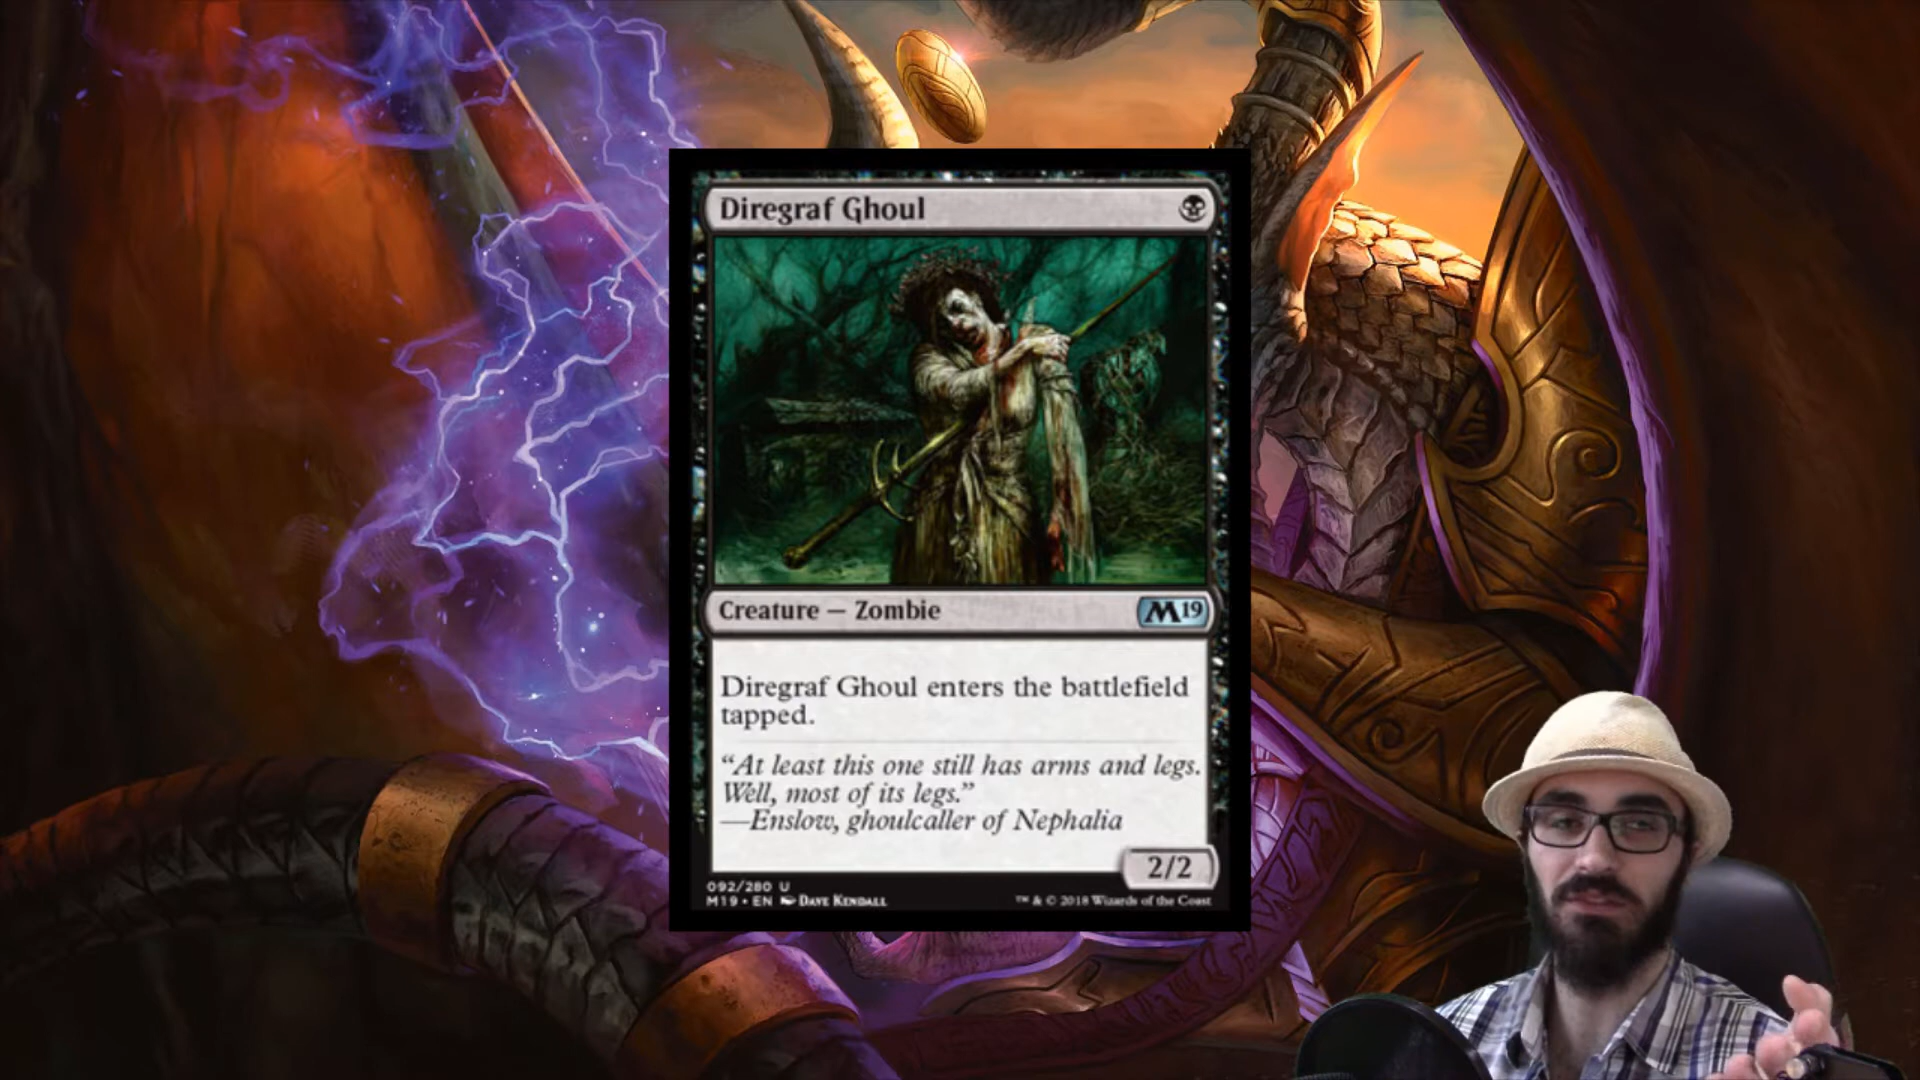 Diregraf Ghoul
Creature — Zombie
M19
Diregraf Ghoul enters the battlefield
tapped.
“At least this one still has arms and legs.
Well, most of its legs.”
—Enslow, ghoulcaller of Nephalia
2/2
092/280 U
M19 • EN Dave Kendall
™ & © 2018 Wizards of the Coast